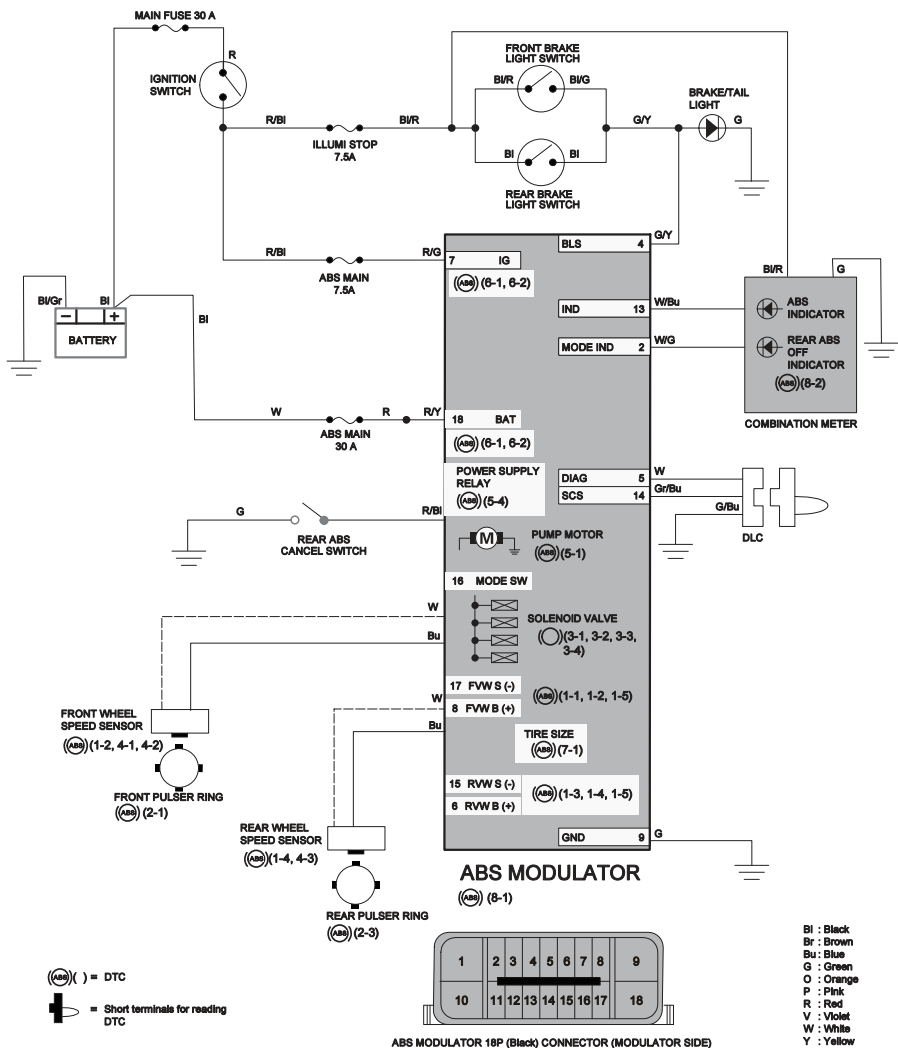 MAIN FUSE 30 A
R
IGNITION
SWITCH
FRONT BRAKE
LIGHT SWITCH
Bl/R
Bl/G
BRAKE/TAIL
LIGHT
R/Bl
Bl/R
G/Y
G
ILLUMI STOP
7.5A
Bl
Bl
REAR BRAKE
LIGHT SWITCH
G/Y
BLS 4
R/Bl
R/G
7 IG
ABS MAIN
7.5A
(ABS) (6-1, 6-2)
Bl/R
G
Bl/Gr
Bl
− +
BATTERY
Bl
IND 13
W/Bu
ABS
INDICATOR
MODE IND 2
W/G
REAR ABS
OFF
INDICATOR
(ABS) (8-2)
COMBINATION METER
W
R
R/Y
18 BAT
ABS MAIN
30 A
(ABS) (6-1, 6-2)
POWER SUPPLY
RELAY
(ABS) (5-4)
DIAG 5
W
SCS 14
Gr/Bu
G/Bu
DLC
G
R/Bl
REAR ABS
CANCEL SWITCH
M
PUMP MOTOR
(ABS) (5-1)
16 MODE SW
W
Bu
SOLENOID VALVE
(3-1, 3-2, 3-3,
3-4)
17 FVW S (-)
8 FVW B (+)
(ABS) (1-1, 1-2, 1-5)
W
Bu
FRONT WHEEL
SPEED SENSOR
(ABS) (1-2, 4-1, 4-2)
TIRE SIZE
(ABS) (7-1)
FRONT PULSER RING
(ABS) (2-1)
15 RVW S (-)
6 RVW B (+)
(ABS) (1-3, 1-4, 1-5)
REAR WHEEL
SPEED SENSOR
(ABS) (1-4, 4-3)
GND 9
G
ABS MODULATOR
(ABS) (8-1)
REAR PULSER RING
(ABS) (2-3)
1 2 3 4 5 6 7 8 9
10 11 12 13 14 15 16 17 18
ABS MODULATOR 18P (Black) CONNECTOR (MODULATOR SIDE)
(ABS) ( ) = DTC
= Short terminals for reading
DTC
Bl : Black
Br : Brown
Bu : Blue
G : Green
O : Orange
P : Pink
R : Red
V : Violet
W : White
Y : Yellow